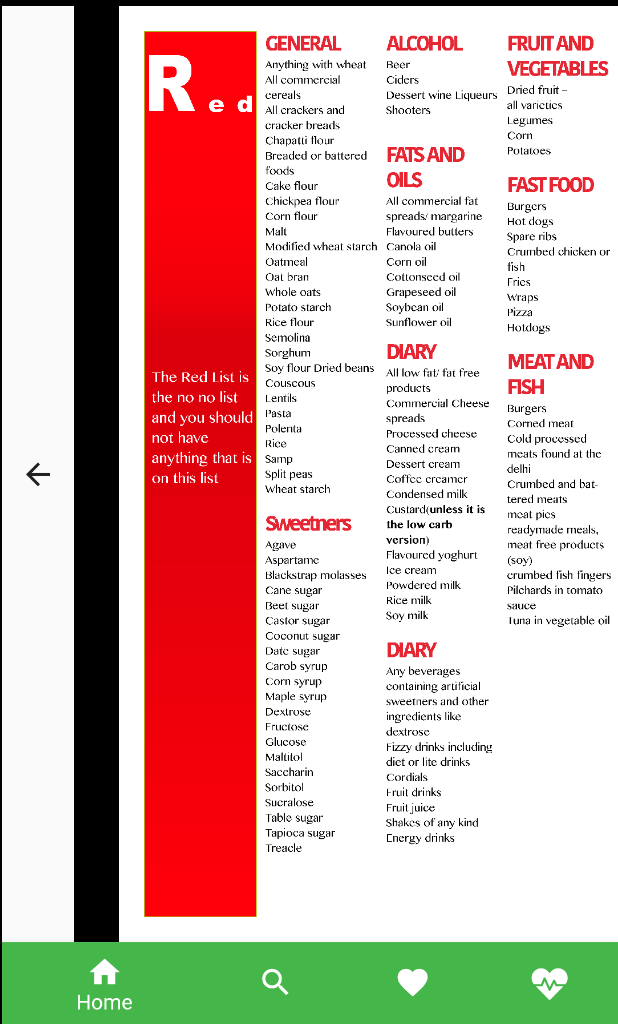 Red
The Red List is
the no no list
and you should
not have
anything that is
on this list
GENERAL
Anything with wheat
All commercial
cereals
All crackers and
cracker breads
Chapatti flour
Breaded or battered
foods
Cake flour
Chickpea flour
Corn flour
Malt
Modified wheat starch
Oatmeal
Oat bran
Whole oats
Potato starch
Rice flour
Semolina
Sorghum
Soy flour Dried beans
Couscous
Lentils
Pasta
Polenta
Rice
Samp
Split peas
Wheat starch
Sweetners
Agave
Aspartame
Blackstrap molasses
Cane sugar
Beet sugar
Castor sugar
Coconut sugar
Date sugar
Carob syrup
Corn syrup
Maple syrup
Dextrose
Fructose
Glucose
Maltitol
Saccharin
Sorbitol
Sucralose
Table sugar
Tapioca sugar
Treacle
ALCOHOL
Beer
Ciders
Dessert wine Liqueurs
Shooters
FATS AND
OILS
All commercial fat
spreads/ margarine
Flavoured butters
Canola oil
Corn oil
Cottonseed oil
Grapeseed oil
Soybean oil
Sunflower oil
DIARY
All low fat/ fat free
products
Commercial Cheese
spreads
Processed cheese
Canned cream
Dessert cream
Coffee creamer
Condensed milk
Custard(unless it is
the low carb
version)
Flavoured yoghurt
Ice cream
Powdered milk
Rice milk
Soy milk
DIARY
Any beverages
containing artificial
sweetners and other
ingredients like
dextrose
Fizzy drinks including
diet or lite drinks
Cordials
Fruit drinks
Fruit juice
Shakes of any kind
Energy drinks
FRUIT AND
VEGETABLES
Dried fruit –
all varieties
Legumes
Corn
Potatoes
FAST FOOD
Burgers
Hot dogs
Spare ribs
Crumbed chicken or
fish
Fries
Wraps
Pizza
Hotdogs
MEAT AND
FISH
Burgers
Corned meat
Cold processed
meats found at the
delhi
Crumbed and bat-
tered meats
meat pies
readymade meals,
meat free products
(soy)
crumbed fish fingers
Pilchards in tomato
sauce
Tuna in vegetable oil
Home